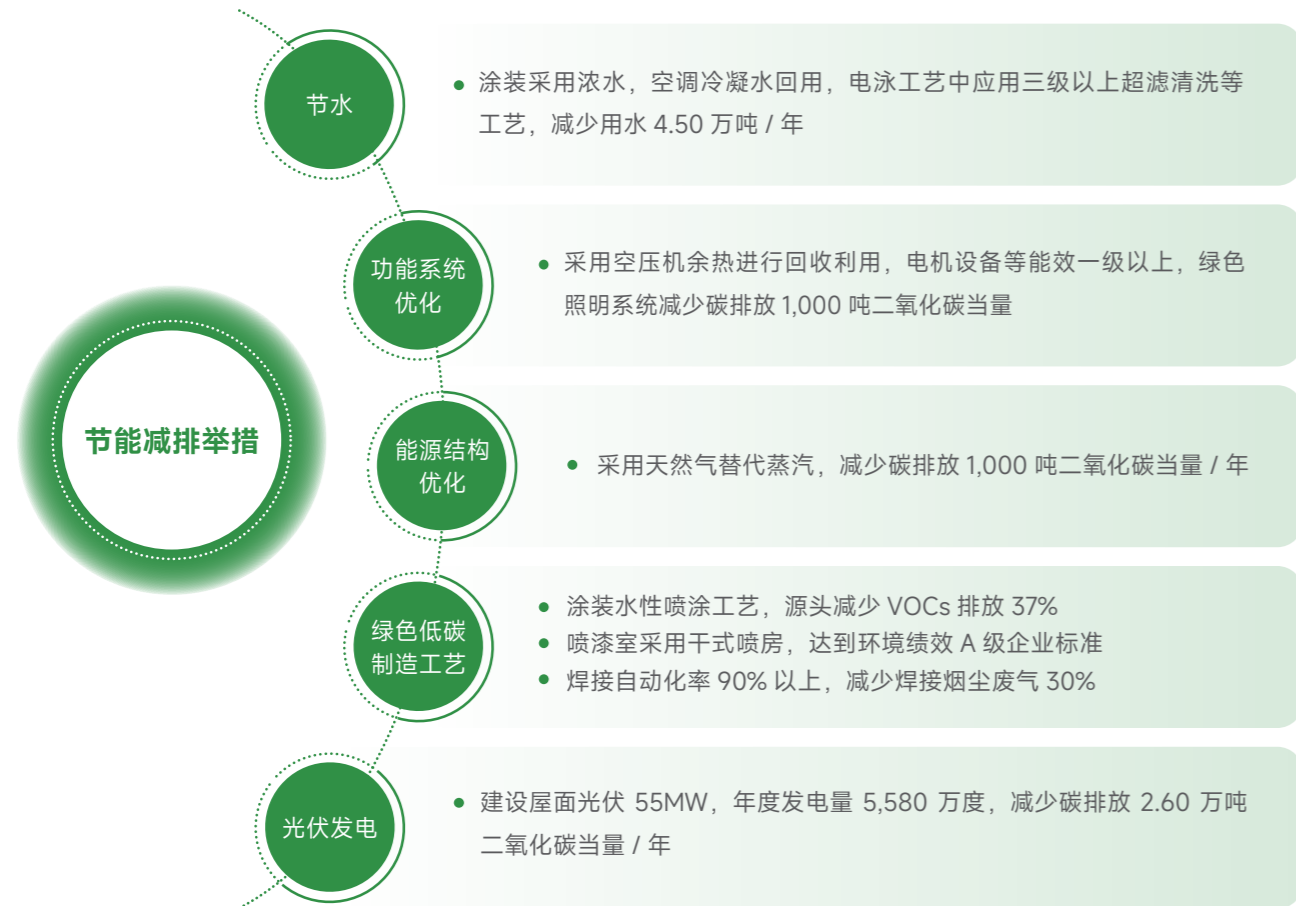 节能减排举措
节水
涂装采用浓水，空调冷凝水回用，电泳工艺中应用三级以上超滤清洗等
工艺，减少用水 4.50 万吨 / 年
功能系统
优化
采用空压机余热进行回收利用，电机设备等能效一级以上，绿色
照明系统减少碳排放 1,000 吨二氧化碳当量
能源结构
优化
采用天然气替代蒸汽，减少碳排放 1,000 吨二氧化碳当量 / 年
绿色低碳
制造工艺
涂装水性喷涂工艺，源头减少 VOCs 排放 37%
喷漆室采用干式喷房，达到环境绩效 A 级企业标准
焊接自动化率 90% 以上，减少焊接烟尘废气 30%
光伏发电
建设屋面光伏 55MW，年度发电量 5,580 万度，减少碳排放 2.60 万吨
二氧化碳当量 / 年